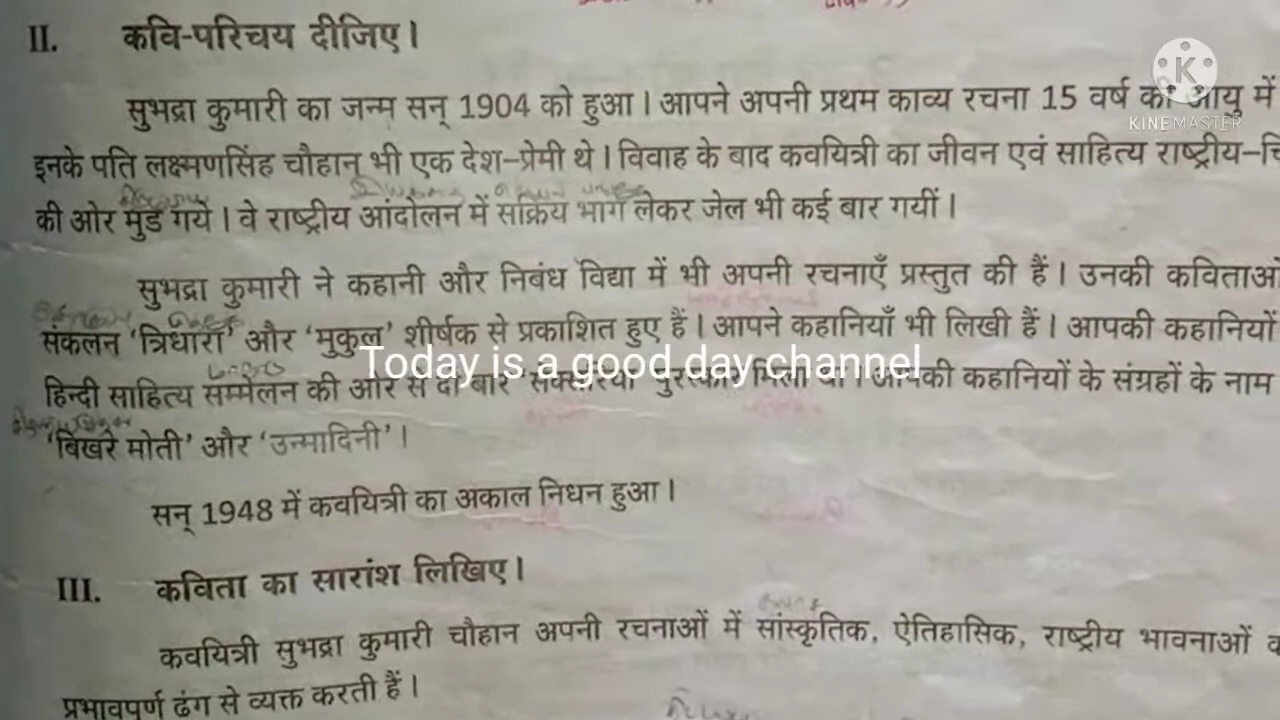 II. कवि-परिचय दीजिए।
सुभद्रा कुमारी का जन्म सन् 1904 को हुआ। आपने अपनी प्रथम काव्य रचना 15 वर्ष की आयु में
इनके पति लक्ष्मणसिंह चौहान् भी एक देश-प्रेमी थे। विवाह के बाद कवयित्री का जीवन एवं साहित्य राष्ट्रीय-
की ओर मुड गये। वे राष्ट्रीय आंदोलन में सक्रिय भाग लेकर जेल भी कई बार गयीं।
सुभद्रा कुमारी ने कहानी और निबंध विद्या में भी अपनी रचनाएँ प्रस्तुत की हैं। उनकी कविताओं
संकलन 'त्रिधारा' और 'मुकुल' शीर्षक से प्रकाशित हुए हैं। आपने कहानियाँ भी लिखी हैं। आपकी कहानियों
हिन्दी साहित्य सम्मेलन की ओर से दो बार कहानियों के संग्रहों के नाम
'बिखरे मोती' और 'उन्मादिनी'।
सन् 1948 में कवयित्री का अकाल निधन हुआ।
III. कविता का सारांश लिखिए।
कवयित्री सुभद्रा कुमारी चौहान अपनी रचनाओं में सांस्कृतिक, ऐतिहासिक, राष्ट्रीय भावनाओं
प्रभावपूर्ण ढंग से व्यक्त करती हैं।
Today is a good day channel
K
KINEMASTER